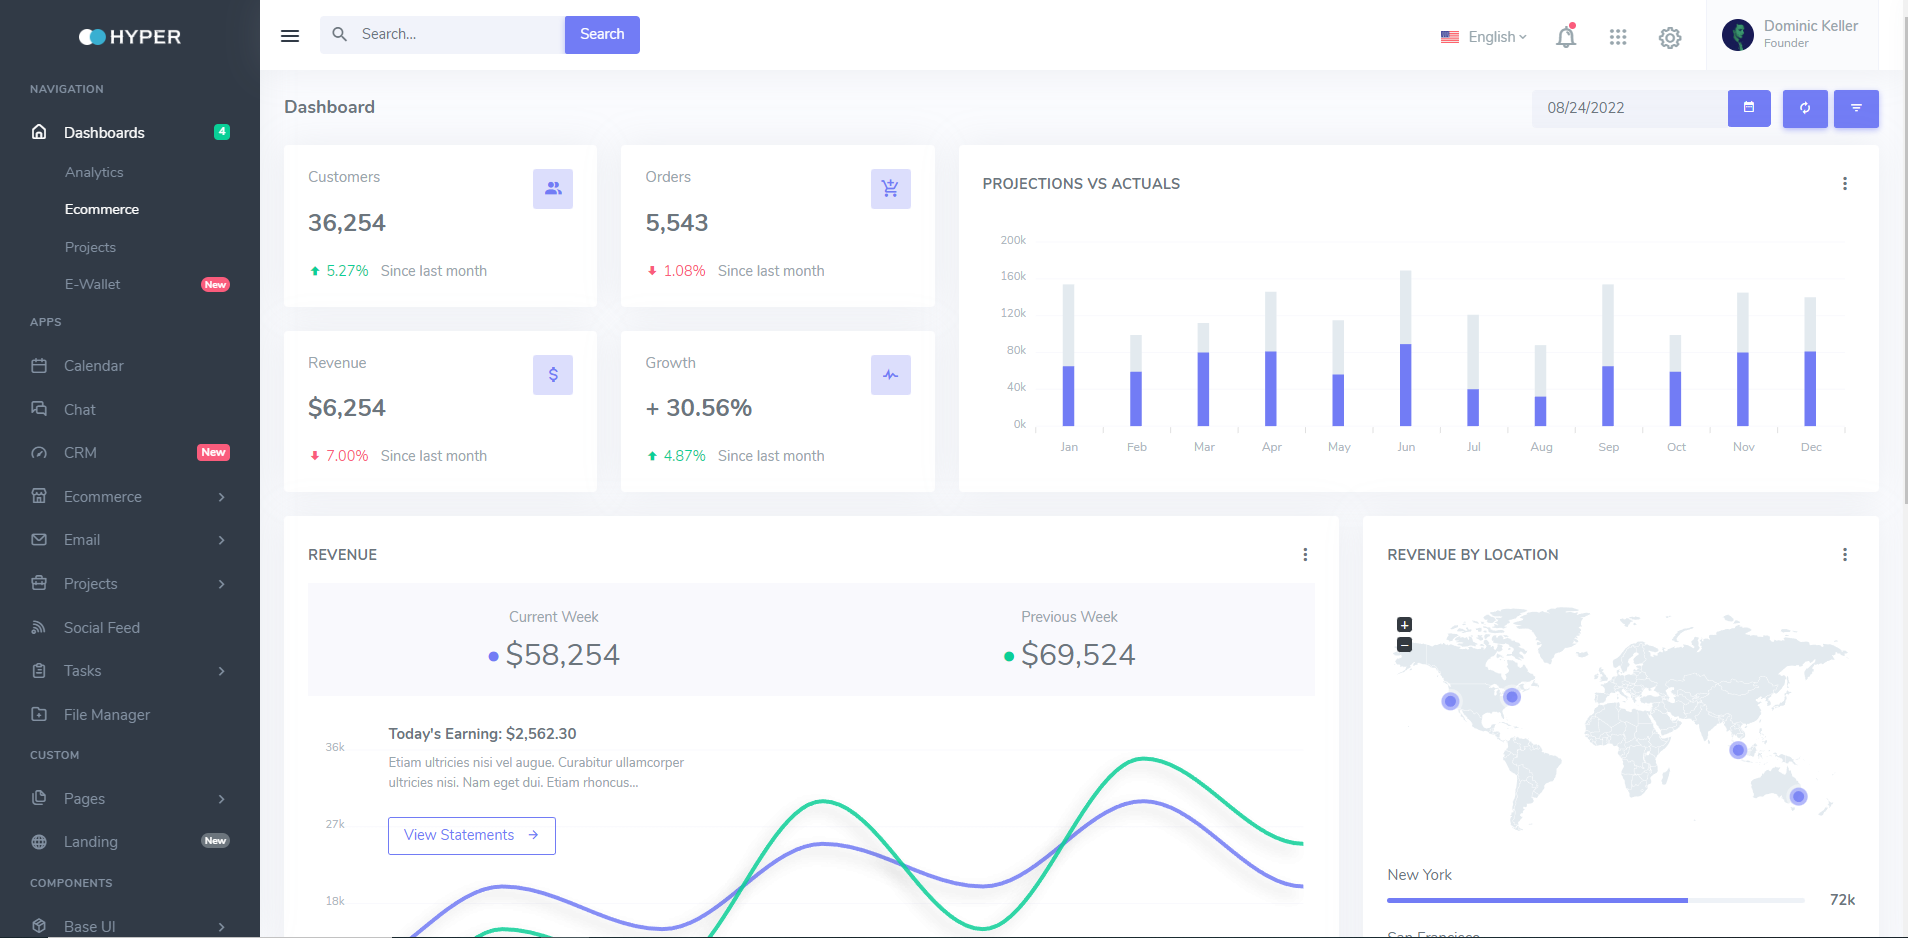 HYPER
NAVIGATION
Dashboards 4
Analytics
Ecommerce
Projects
E-Wallet New
APPS
Calendar
Chat
CRM New
Ecommerce
Email
Projects
Social Feed
Tasks
File Manager
CUSTOM
Pages
Landing New
COMPONENTS
Base UI
Search... Search
English
Dominic Keller
Founder
Dashboard
08/24/2022
Customers
36,254
5.27% Since last month
Orders
5,543
1.08% Since last month
Revenue
$6,254
7.00% Since last month
Growth
+ 30.56%
4.87% Since last month
PROJECTIONS VS ACTUALS
200k
160k
120k
80k
40k
0k
Jan Feb Mar Apr May Jun Jul Aug Sep Oct Nov Dec
REVENUE
Current Week
$58,254
Previous Week
$69,524
Today's Earning: $2,562.30
Etiam ultricies nisi vel augue. Curabitur ullamcorper
ultricies nisi. Nam eget dui. Etiam rhoncus...
View Statements
36k
27k
18k
REVENUE BY LOCATION
+
−
New York
72k
San Francisco